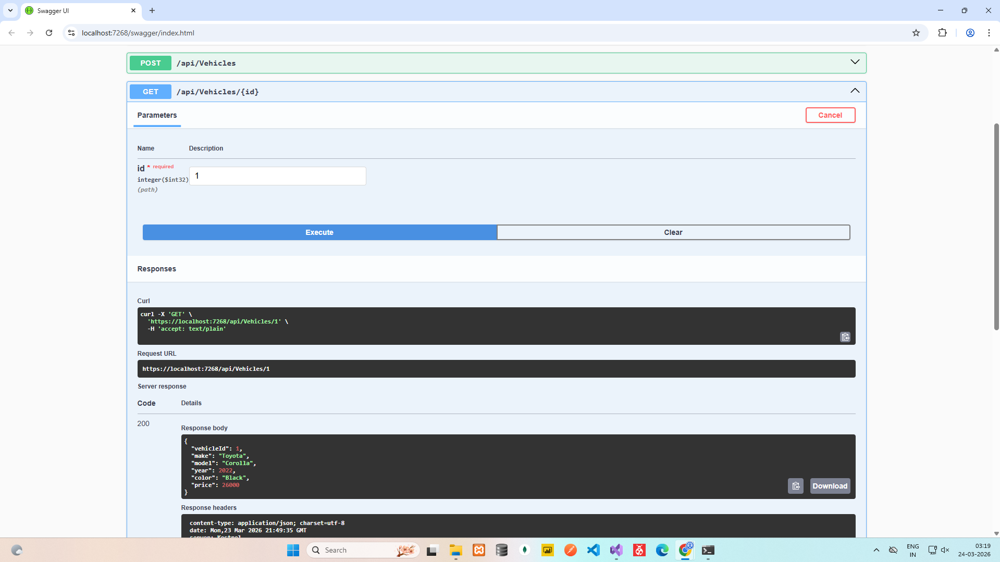 Swagger UI
localhost:7268/swagger/index.html
POST /api/Vehicles
GET /api/Vehicles/{id}
Parameters
Cancel
Name Description
id * required
integer($int32)
(path)
1
Execute Clear
Responses
Curl
curl -X 'GET' \
'https://localhost:7268/api/Vehicles/1' \
-H 'accept: text/plain'
Request URL
https://localhost:7268/api/Vehicles/1
Server response
Code Details
200
Response body
{
"vehicleId": 1,
"make": "Toyota",
"model": "Corolla",
"year": 2022,
"color": "Black",
"price": 26000
}
Download
Response headers
content-type: application/json; charset=utf-8
date: Mon,23 Mar 2026 21:49:35 GMT
server: Kestrel
Search
ENG
IN
03:19
24-03-2026